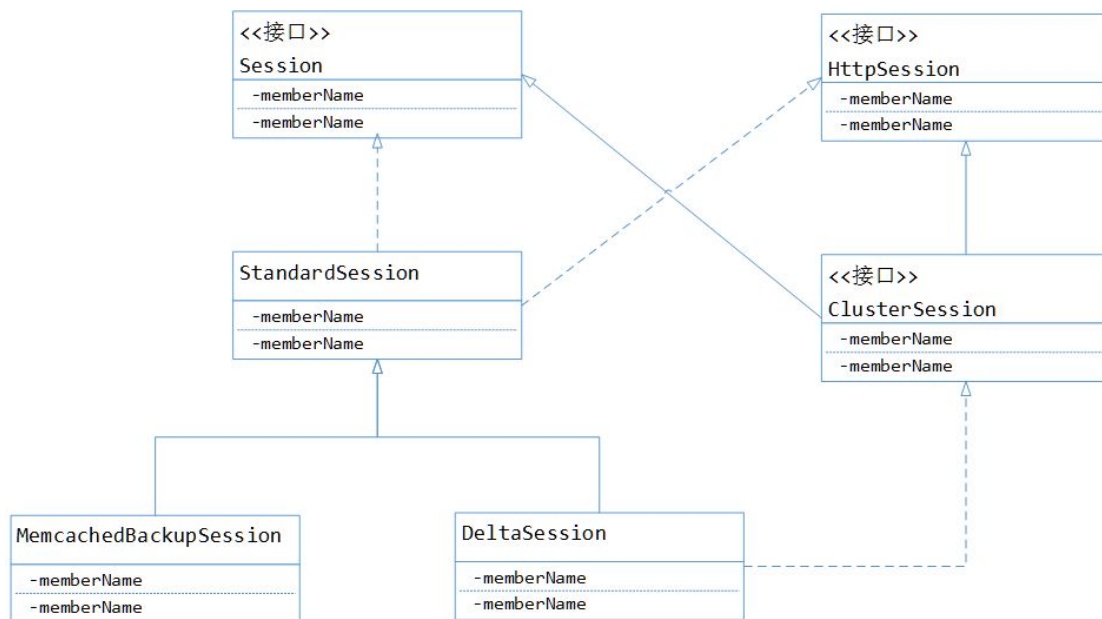 <<接口>>
Session
-memberName
-memberName
<<接口>>
HttpSession
-memberName
-memberName
StandardSession
-memberName
-memberName
<<接口>>
ClusterSession
-memberName
-memberName
MemcachedBackupSession
-memberName
-memberName
DeltaSession
-memberName
-memberName